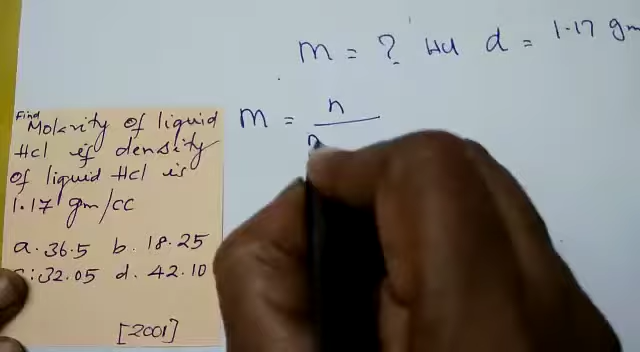 m = ? HCl d = 1.17 gm
m = n
Find
Molarity of liquid
HCl if density
of liquid HCl is
1.17 gm/cc
a. 36.5 b. 18.25
c: 32.05 d. 42.10
[2001]